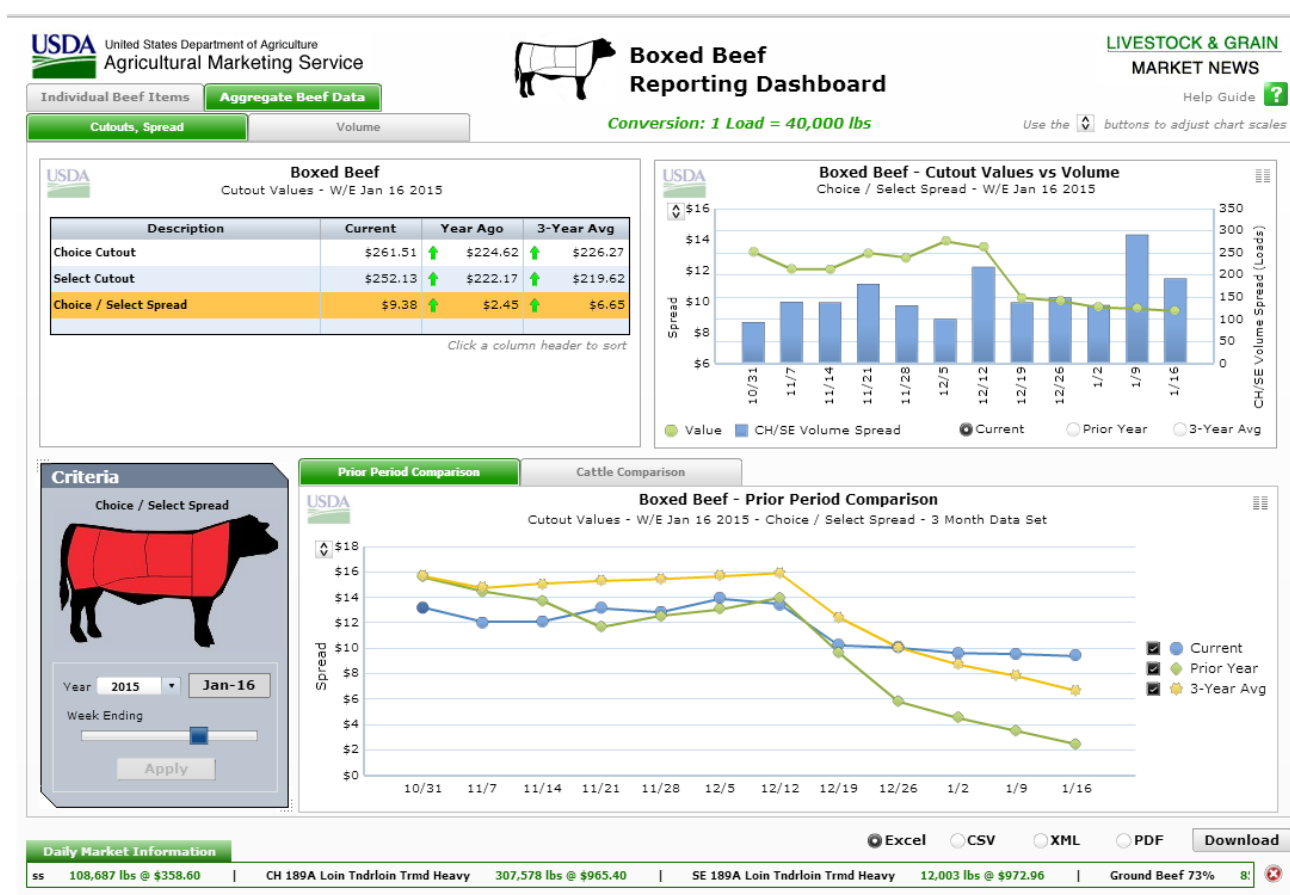 USDA United States Department of Agriculture
Agricultural Marketing Service
Boxed Beef
Reporting Dashboard
LIVESTOCK & GRAIN
MARKET NEWS
Help Guide ?
Individual Beef Items Aggregate Beef Data
Cutouts, Spread Volume
Conversion: 1 Load = 40,000 lbs
Use the buttons to adjust chart scales
USDA
Boxed Beef
Cutout Values - W/E Jan 16 2015
Description Current Year Ago 3-Year Avg
Choice Cutout $261.51 $224.62 $226.27
Select Cutout $252.13 $222.17 $219.62
Choice / Select Spread $9.38 $2.45 $6.65
Click a column header to sort
USDA
Boxed Beef - Cutout Values vs Volume
Choice / Select Spread - W/E Jan 16 2015
$16
$14
$12
$10
$8
$6
Spread
350
300
250
200
150
100
50
0
CH/SE Volume Spread (Loads)
10/31 11/7 11/14 11/21 11/28 12/5 12/12 12/19 12/26 1/2 1/9 1/16
Value CH/SE Volume Spread Current Prior Year 3-Year Avg
Criteria
Choice / Select Spread
Year 2015 Jan-16
Week Ending
Apply
Prior Period Comparison Cattle Comparison
USDA
Boxed Beef - Prior Period Comparison
Cutout Values - W/E Jan 16 2015 - Choice / Select Spread - 3 Month Data Set
$18
$16
$14
$12
$10
$8
$6
$4
$2
$0
Spread
10/31 11/7 11/14 11/21 11/28 12/5 12/12 12/19 12/26 1/2 1/9 1/16
Current
Prior Year
3-Year Avg
Excel CSV XML PDF Download
Daily Market Information
ss 108,687 lbs @ $358.60 | CH 189A Loin Tndrloin Trmd Heavy 307,578 lbs @ $965.40 | SE 189A Loin Tndrloin Trmd Heavy 12,003 lbs @ $972.96 | Ground Beef 73%